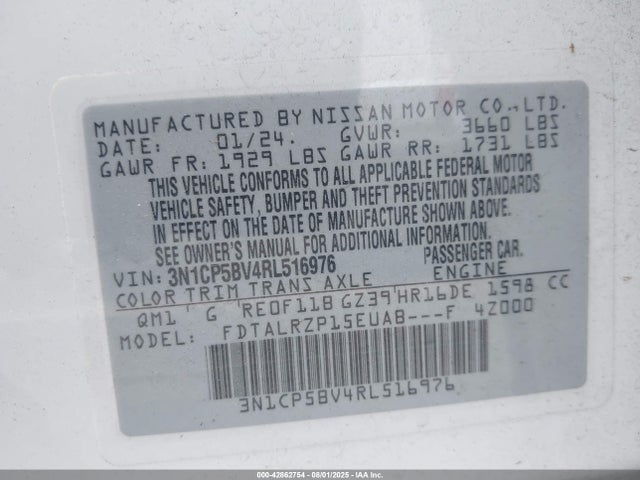 MANUFACTURED BY NISSAN MOTOR CO.,LTD.
DATE: 01/24. GVWR: 3660 LBS
GAWR FR: 1929 LBS GAWR RR: 1731 LBS
THIS VEHICLE CONFORMS TO ALL APPLICABLE FEDERAL MOTOR
VEHICLE SAFETY, BUMPER AND THEFT PREVENTION STANDARDS
IN EFFECT ON THE DATE OF MANUFACTURE SHOWN ABOVE.
SEE OWNER'S MANUAL FOR ADDITIONAL INFORMATION.
VIN: 3N1CP5BV4RL516976 PASSENGER CAR.
COLOR TRIM TRANS AXLE ENGINE
QM1 G RE0F11B GZ39 HR16DE 1598 CC
MODEL: FDTALRZP15EUAB---F 4Z000
3N1CP5BV4RL516976
000-42862754 - 08/01/2025 - IAA.com